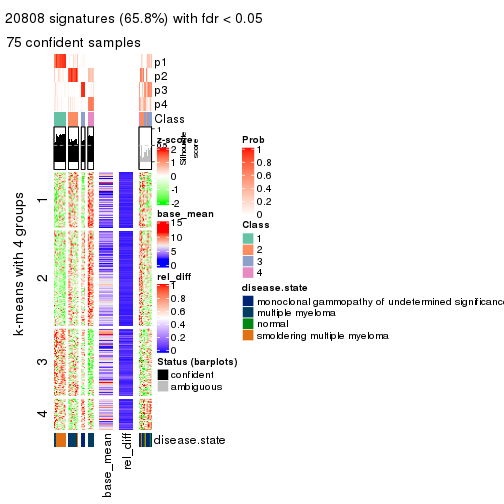 20808 signatures (65.8%) with fdr < 0.05
75 confident samples
p1
p2
p3
p4
Class
1
0.5
0
Silhouette
score
z-score
2
1
0
-1
-2
base_mean
15
10
5
0
rel_diff
1
0.8
0.6
0.4
0.2
0
Status (barplots)
confident
ambiguous
Prob
1
0.8
0.6
0.4
0.2
0
Class
1
2
3
4
disease.state
monoclonal gammopathy of undetermined significance
multiple myeloma
normal
smoldering multiple myeloma
k-means with 4 groups
1
2
3
4
base_mean
rel_diff
disease.state